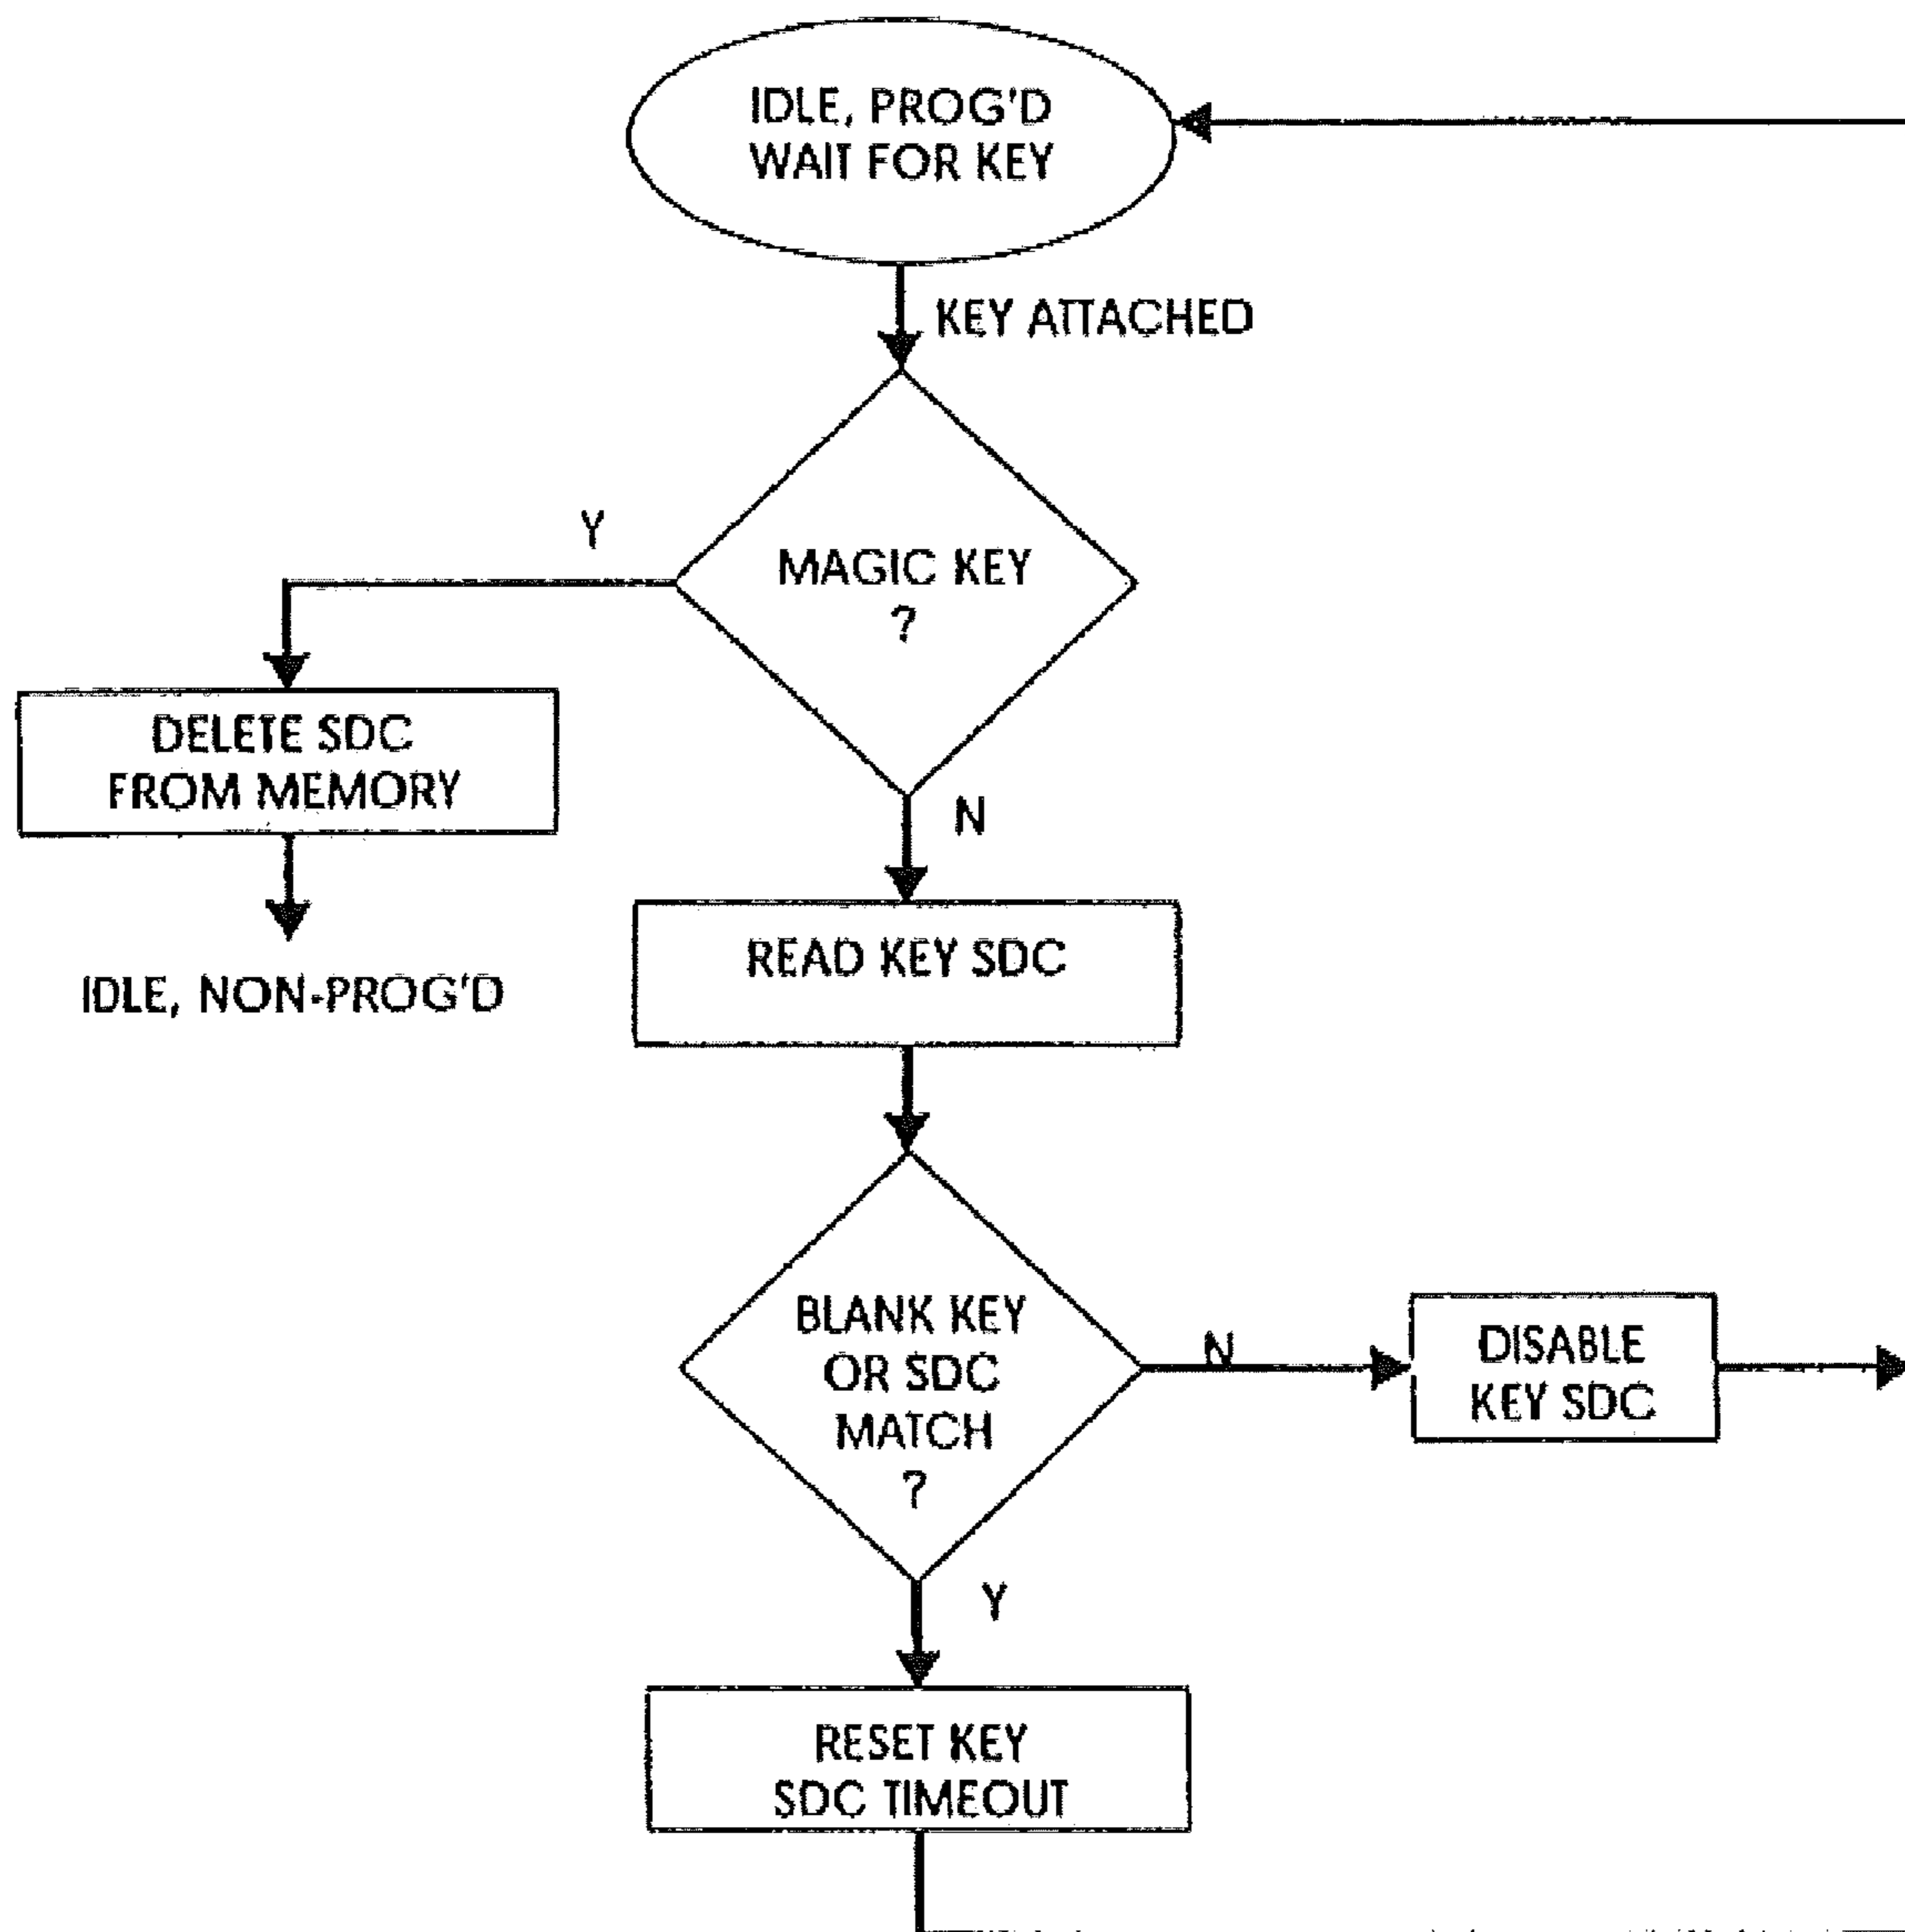 IDLE, PROG'D
WAIT FOR KEY
KEY ATTACHED
MAGIC KEY
?
Y
DELETE SDC
FROM MEMORY
IDLE, NON-PROG'D
N
READ KEY SDC
BLANK KEY
OR SDC
MATCH
?
N
DISABLE
KEY SDC
Y
RESET KEY
SDC TIMEOUT